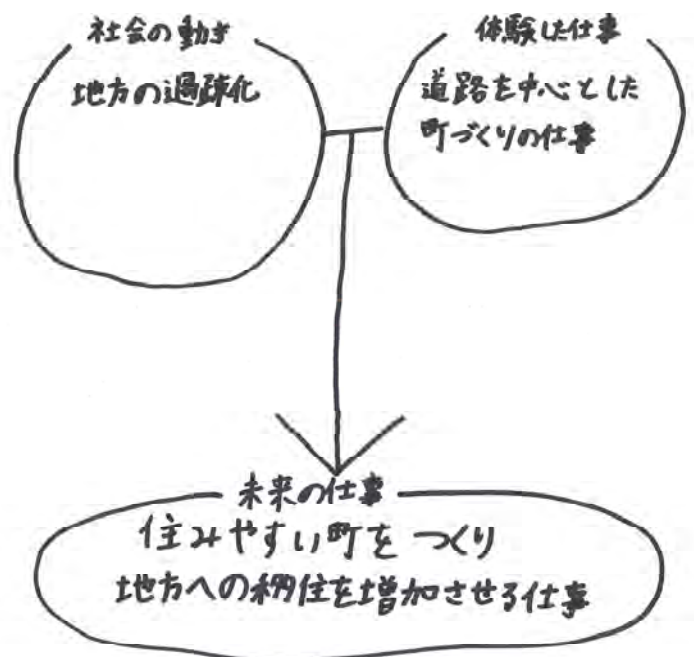 社会の動き
地方の過疎化
体験した仕事
道路を中心とした
町づくりの仕事
未来の仕事
住みやすい町をつくり
地方への移住を増加させる仕事